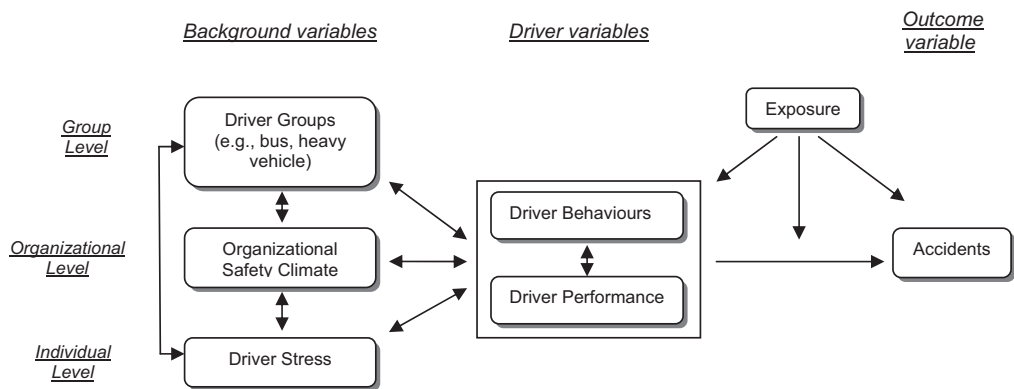 Background variables
Driver variables
Outcome
variable
Group
Level
Driver Groups
(e.g., bus, heavy
vehicle)
Exposure
Organizational
Level
Organizational
Safety Climate
Driver Behaviours
Driver Performance
Accidents
Individual
Level
Driver Stress